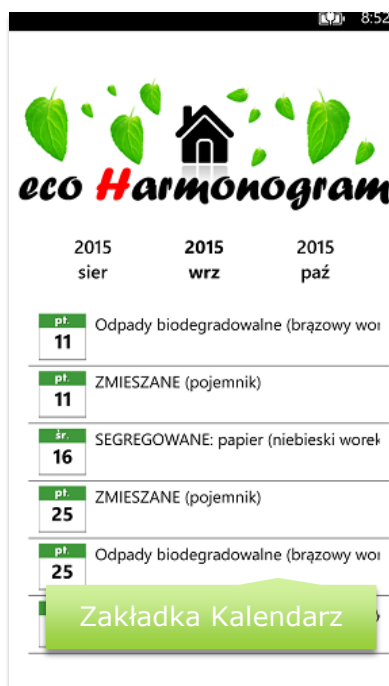 8:52
eco Harmonogram
2015 2015 2015
sier wrz paź
pt.
11
Odpady biodegradowalne (brązowy wor
pt.
11
ZMIESZANE (pojemnik)
śr.
16
SEGREGOWANE: papier (niebieski worek
pt.
25
ZMIESZANE (pojemnik)
pt.
25
Odpady biodegradowalne (brązowy wor
Zakładka Kalendarz